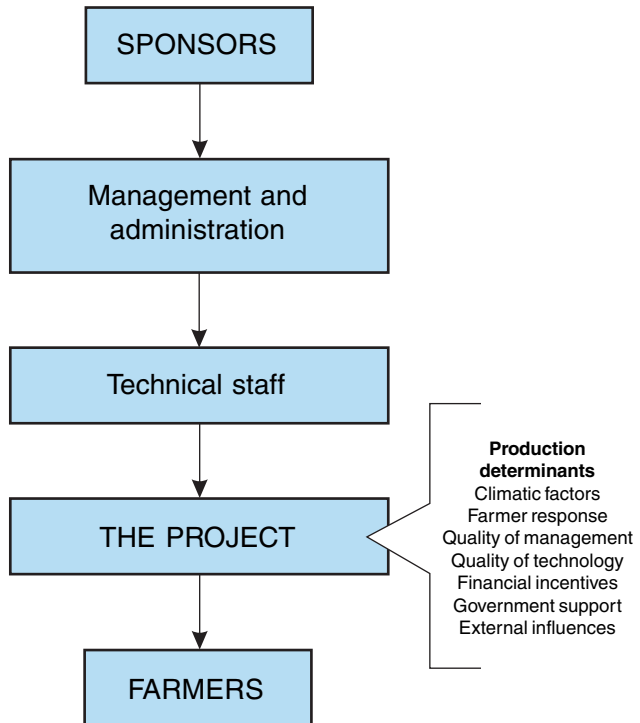 SPONSORS
Management and
administration
Technical staff
THE PROJECT
Production
determinants
Climatic factors
Farmer response
Quality of management
Quality of technology
Financial incentives
Government support
External influences
FARMERS